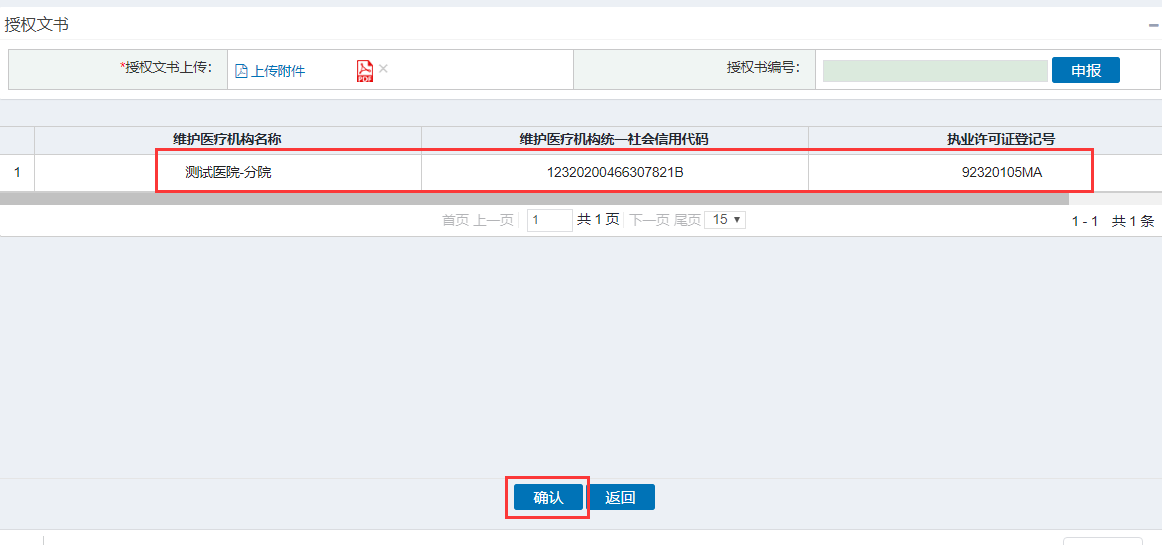 授权文书
*授权文书上传: 上传附件 PDF 授权书编号: 申报
维护医疗机构名称 维护医疗机构统一社会信用代码 执业许可证登记号
1 测试医院-分院 12320200466307821B 92320105MA
首页 上一页 1 共 1 页 下一页 尾页 15 1 - 1 共 1 条
确认 返回